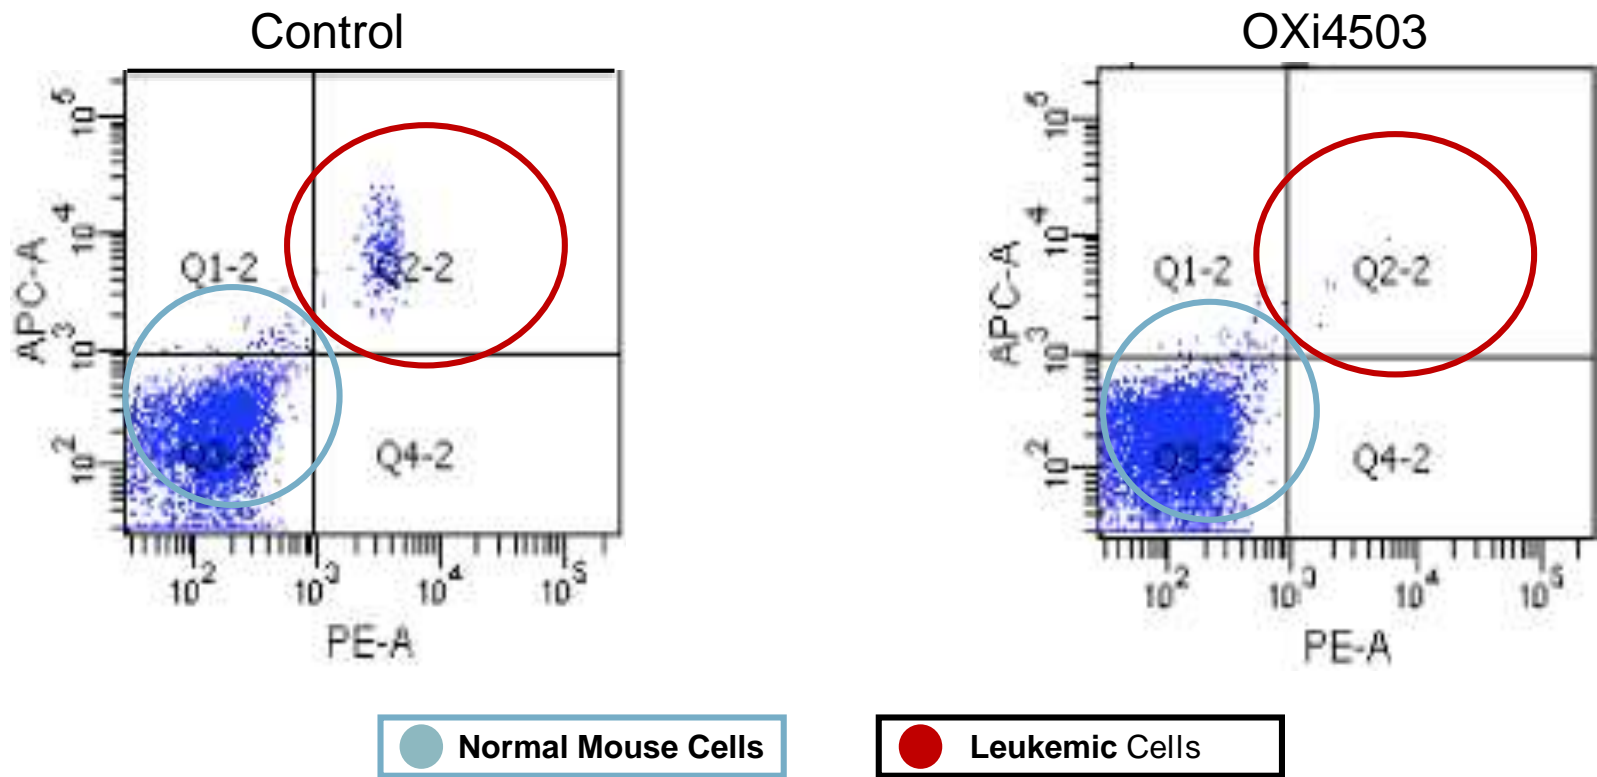 Control
OXi4503
10^5
10^4
10^3
10^2
APC-A
Q1-2
Q2-2
Q3-2
Q4-2
10^2
10^3
10^4
10^5
PE-A
10^5
10^4
10^3
10^2
APC-A
Q1-2
Q2-2
Q3-2
Q4-2
10^2
10^3
10^4
10^5
PE-A
Normal Mouse Cells
Leukemic Cells